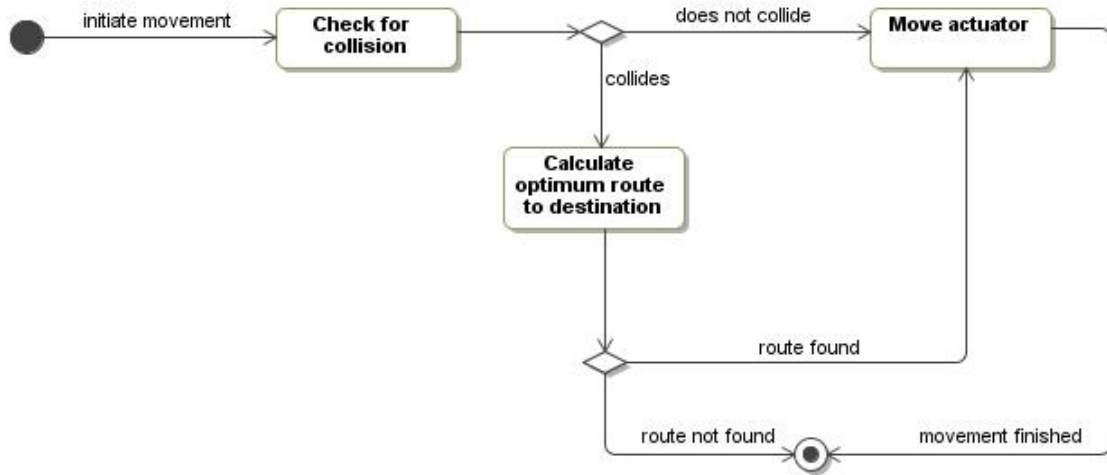 initiate movement
Check for
collision
does not collide
Move actuator
collides
Calculate
optimum route
to destination
route found
route not found
movement finished